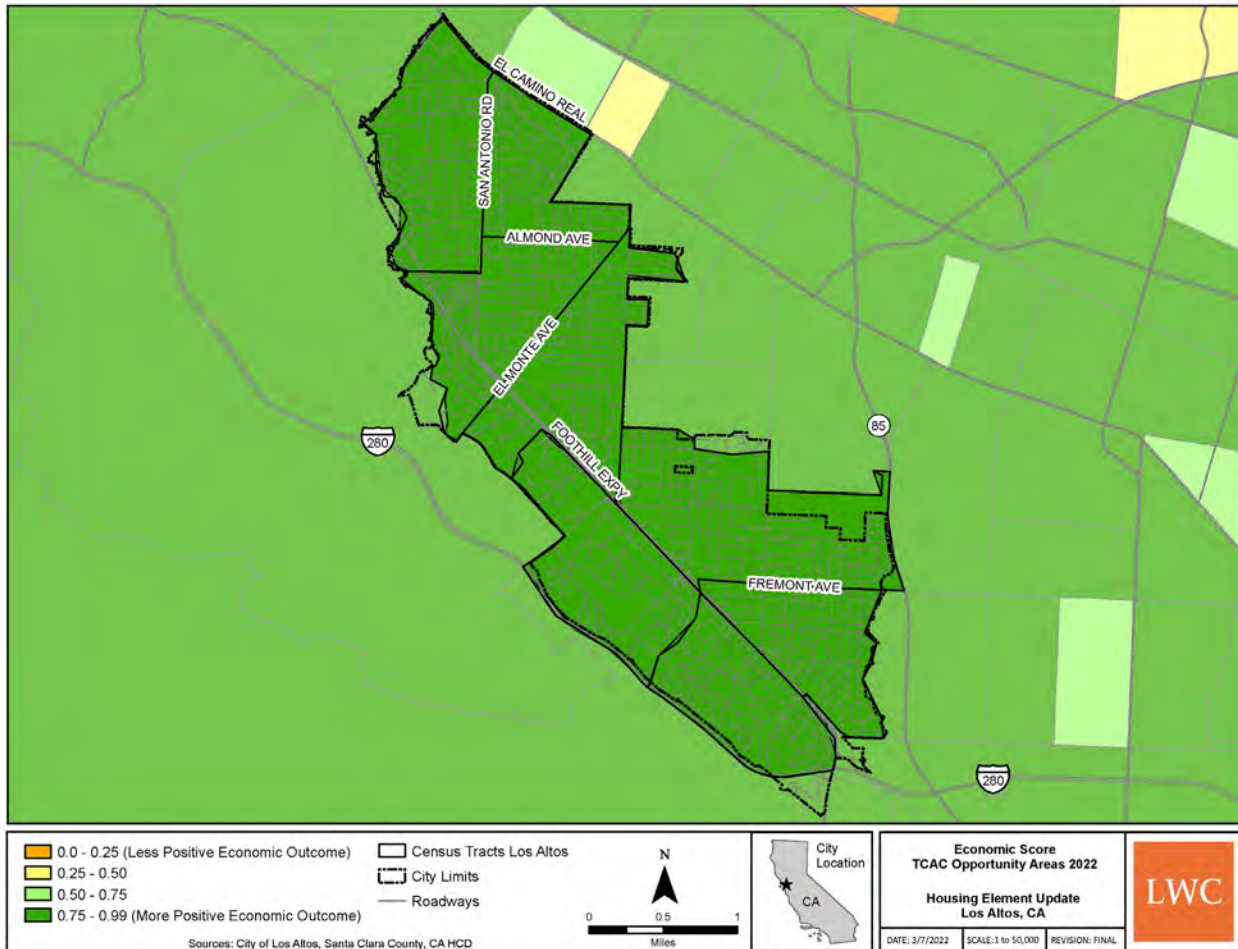 EL CAMINO REAL
SAN ANTONIO RD
ALMOND AVE
EL MONTE AVE
280
FOOTHILL EXPY
85
FREMONT AVE
280
0.0 - 0.25 (Less Positive Economic Outcome)
0.25 - 0.50
0.50 - 0.75
0.75 - 0.99 (More Positive Economic Outcome)
Census Tracts Los Altos
City Limits
Roadways
Sources: City of Los Altos, Santa Clara County, CA HCD
N
0 0.5 1
Miles
City
Location
CA
Economic Score
TCAC Opportunity Areas 2022
Housing Element Update
Los Altos, CA
DATE: 3/7/2022 SCALE: 1 to 50,000 REVISION: FINAL
LWC